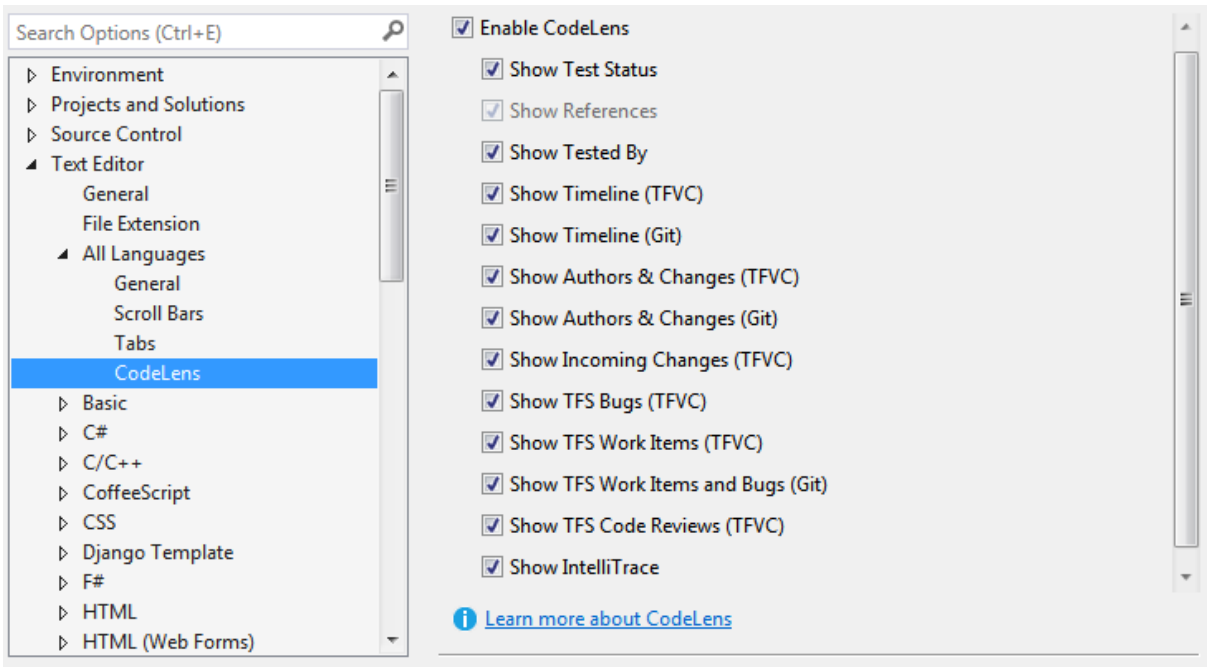 Search Options (Ctrl+E)
Environment
Projects and Solutions
Source Control
Text Editor
General
File Extension
All Languages
General
Scroll Bars
Tabs
CodeLens
Basic
C#
C/C++
CoffeeScript
CSS
Django Template
F#
HTML
HTML (Web Forms)
Enable CodeLens
Show Test Status
Show References
Show Tested By
Show Timeline (TFVC)
Show Timeline (Git)
Show Authors & Changes (TFVC)
Show Authors & Changes (Git)
Show Incoming Changes (TFVC)
Show TFS Bugs (TFVC)
Show TFS Work Items (TFVC)
Show TFS Work Items and Bugs (Git)
Show TFS Code Reviews (TFVC)
Show IntelliTrace
Learn more about CodeLens